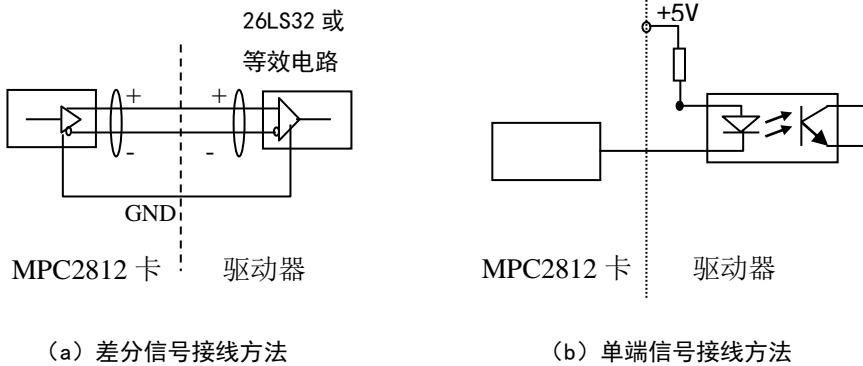 26LS32 或
等效电路
+ +
- -
GND
MPC2812 卡 驱动器
(a)差分信号接线方法
+5V
MPC2812 卡 驱动器
(b)单端信号接线方法